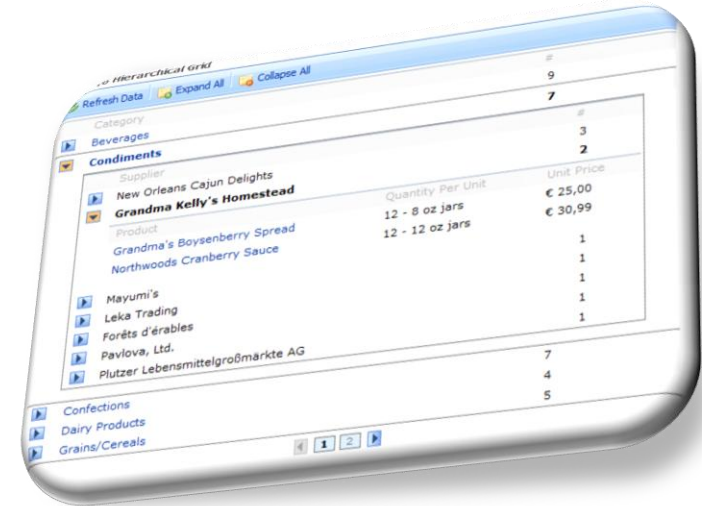 Hierarchical Grid
Refresh Data Expand All Collapse All
Category #
Beverages 9
Condiments 7
Supplier #
New Orleans Cajun Delights 3
Grandma Kelly's Homestead 2
Product Quantity Per Unit Unit Price
Grandma's Boysenberry Spread 12 - 8 oz jars € 25,00
Northwoods Cranberry Sauce 12 - 12 oz jars € 30,99
Mayumi's 1
Leka Trading 1
Forêts d'érables 1
Pavlova, Ltd. 1
Plutzer Lebensmittelgroßmärkte AG 1
Confections 7
Dairy Products 4
Grains/Cereals 5
1 2